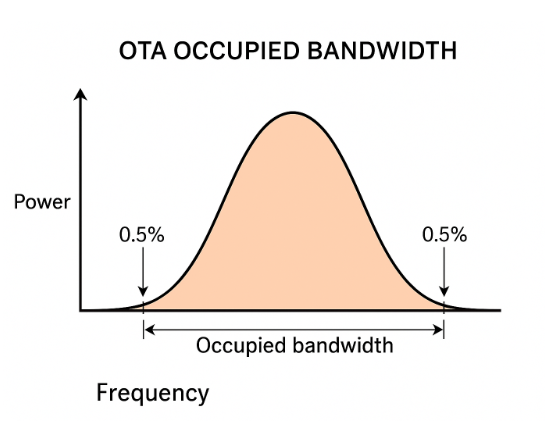 OTA OCCUPIED BANDWIDTH
Power
0.5%
0.5%
Occupied bandwidth
Frequency